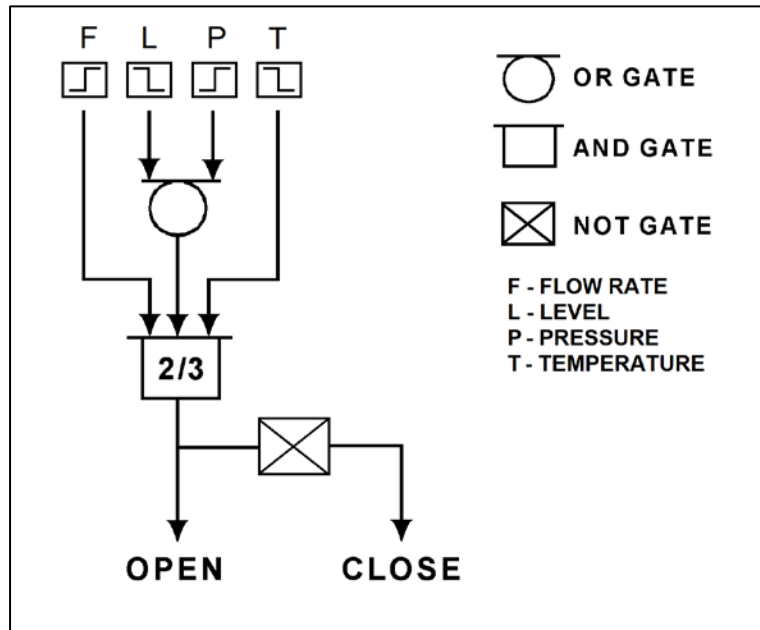 F L P T
OR GATE
AND GATE
NOT GATE
F - FLOW RATE
L - LEVEL
P - PRESSURE
T - TEMPERATURE
2/3
OPEN CLOSE